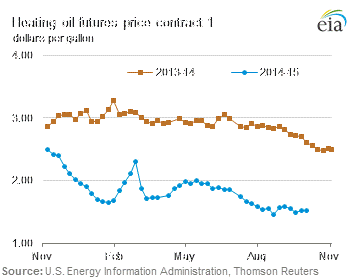 Heating oil futures price contract 1
dollars per gallon
eia
4.00
2013-14
2014-15
3.00
2.00
1.00
Nov
Feb
May
Aug
Nov
Source: U.S. Energy Information Administration, Thomson Reuters